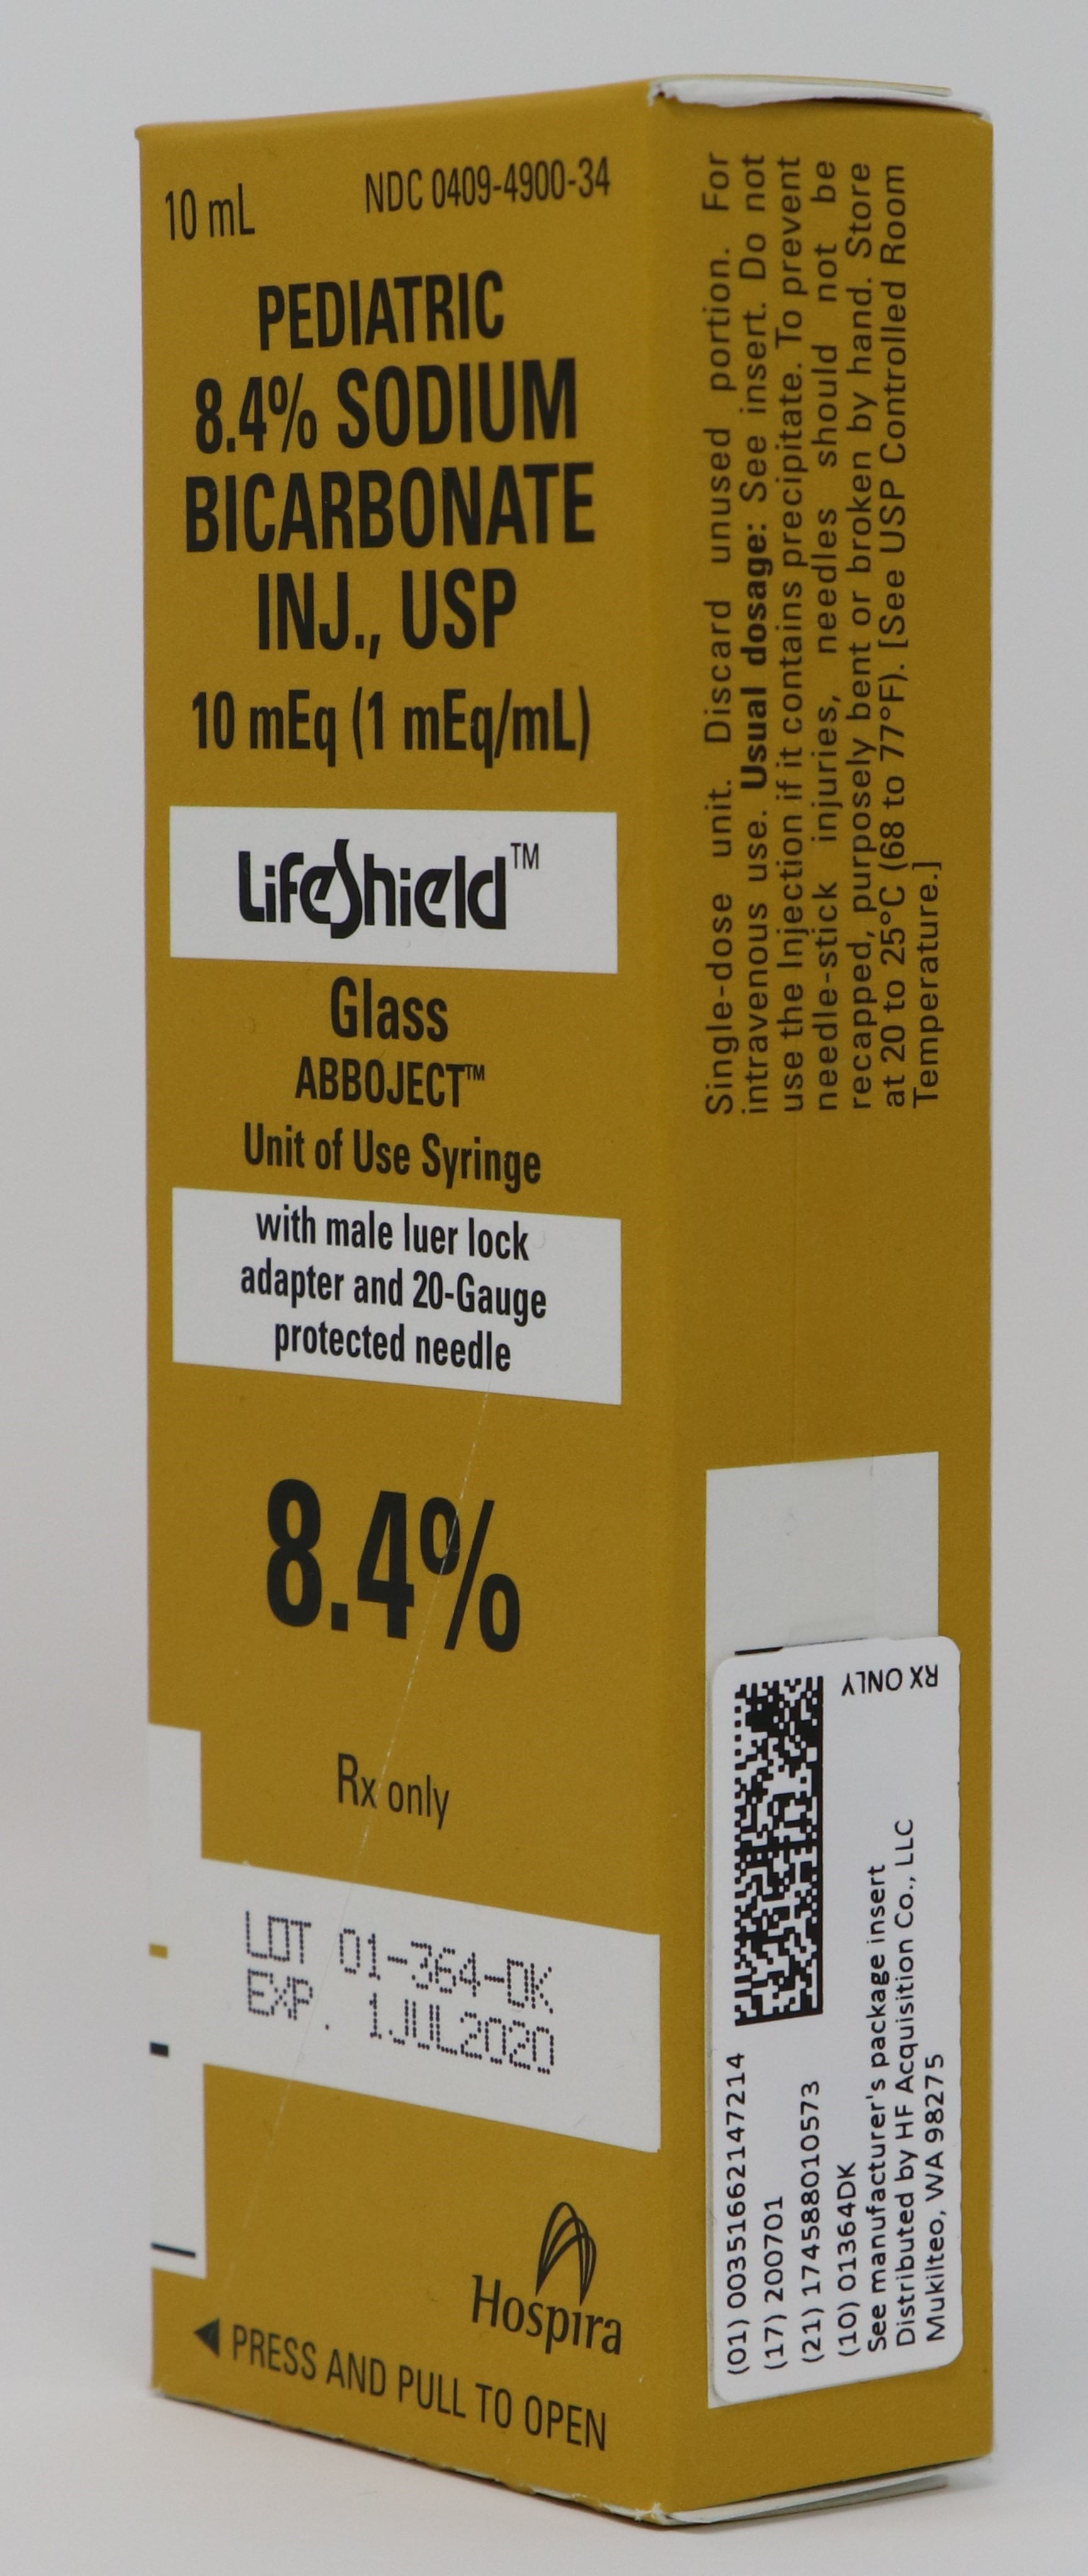 10 mL NDC 0409-4900-34
PEDIATRIC
8.4% SODIUM
BICARBONATE
INJ., USP
10 mEq (1 mEq/mL)
LifeShield™
Glass
ABBOJECT™
Unit of Use Syringe
with male luer lock
adapter and 20-Gauge
protected needle
8.4%
Rx only
LOT 01-364-DK
EXP. 1JUL2020
Hospira
◀ PRESS AND PULL TO OPEN
Single-dose unit. Discard unused portion. For
intravenous use. Usual dosage: See insert. Do not
use the Injection if it contains precipitate. To prevent
needle-stick injuries, needles should not be
recapped, purposely bent or broken by hand. Store
at 20 to 25°C (68 to 77°F). [See USP Controlled Room
Temperature.]
RX ONLY
(01) 00351662147214
(17) 200701
(21) 17458801057​3
(10) 01364DK
See manufacturer's package insert
Distributed by HF Acquisition Co., LLC
Mukilteo, WA 98275